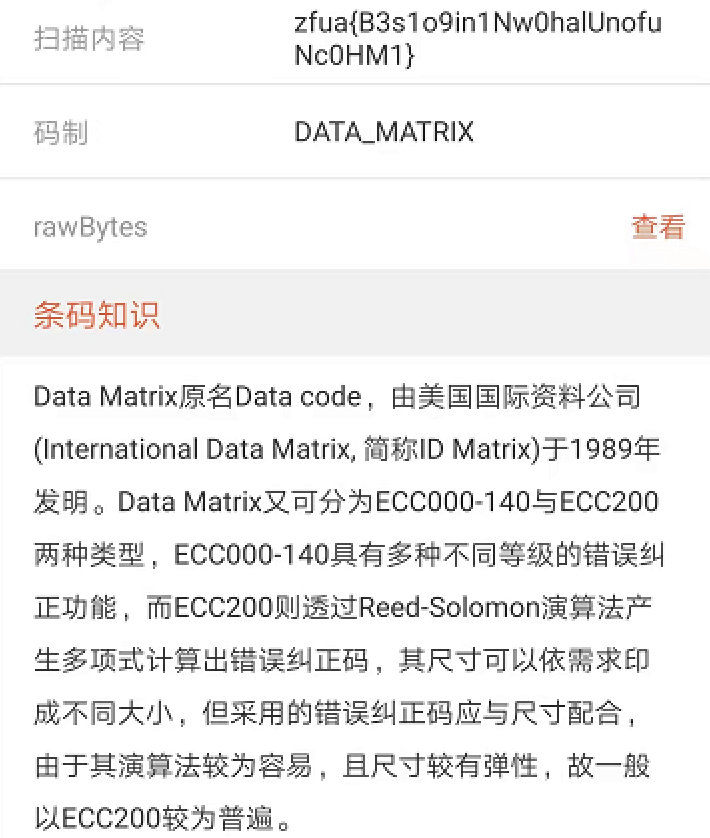 扫描内容
zfua{B3s1o9in1Nw0halUnofu
Nc0HM1}
码制
DATA_MATRIX
rawBytes
查看
条码知识
Data Matrix原名Data code，由美国国际资料公司
(International Data Matrix, 简称ID Matrix)于1989年
发明。Data Matrix又可分为ECC000-140与ECC200
两种类型，ECC000-140具有多种不同等级的错误纠
正功能，而ECC200则透过Reed-Solomon演算法产
生多项式计算出错误纠正码，其尺寸可以依需求印
成不同大小，但采用的错误纠正码应与尺寸配合，
由于其演算法较为容易，且尺寸较有弹性，故一般
以ECC200较为普遍。